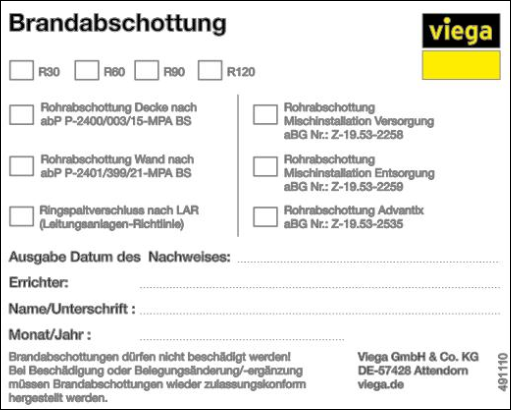 Brandabschottung
viega
R30 R60 R90 R120
Rohrabschottung Decke nach
abP P-2400/003/15-MPA BS
Rohrabschottung Wand nach
abP P-2401/399/21-MPA BS
Ringspaltverschluss nach LAR
(Leitungsanlagen-Richtlinie)
Rohrabschottung
Mischinstallation Versorgung
aBG Nr.: Z-19.53-2258
Rohrabschottung
Mischinstallation Entsorgung
aBG Nr.: Z-19.53-2259
Rohrabschottung Advantix
aBG Nr.: Z-19.53-2535
Ausgabe Datum des Nachweises:
Errichter:
Name/Unterschrift :
Monat/Jahr :
Brandabschottungen dürfen nicht beschädigt werden!
Bei Beschädigung oder Belegungsänderung/-ergänzung
müssen Brandabschottungen wieder zulassungskonform
hergestellt werden.
Viega GmbH & Co. KG
DE-57428 Attendorn
viega.de
491110